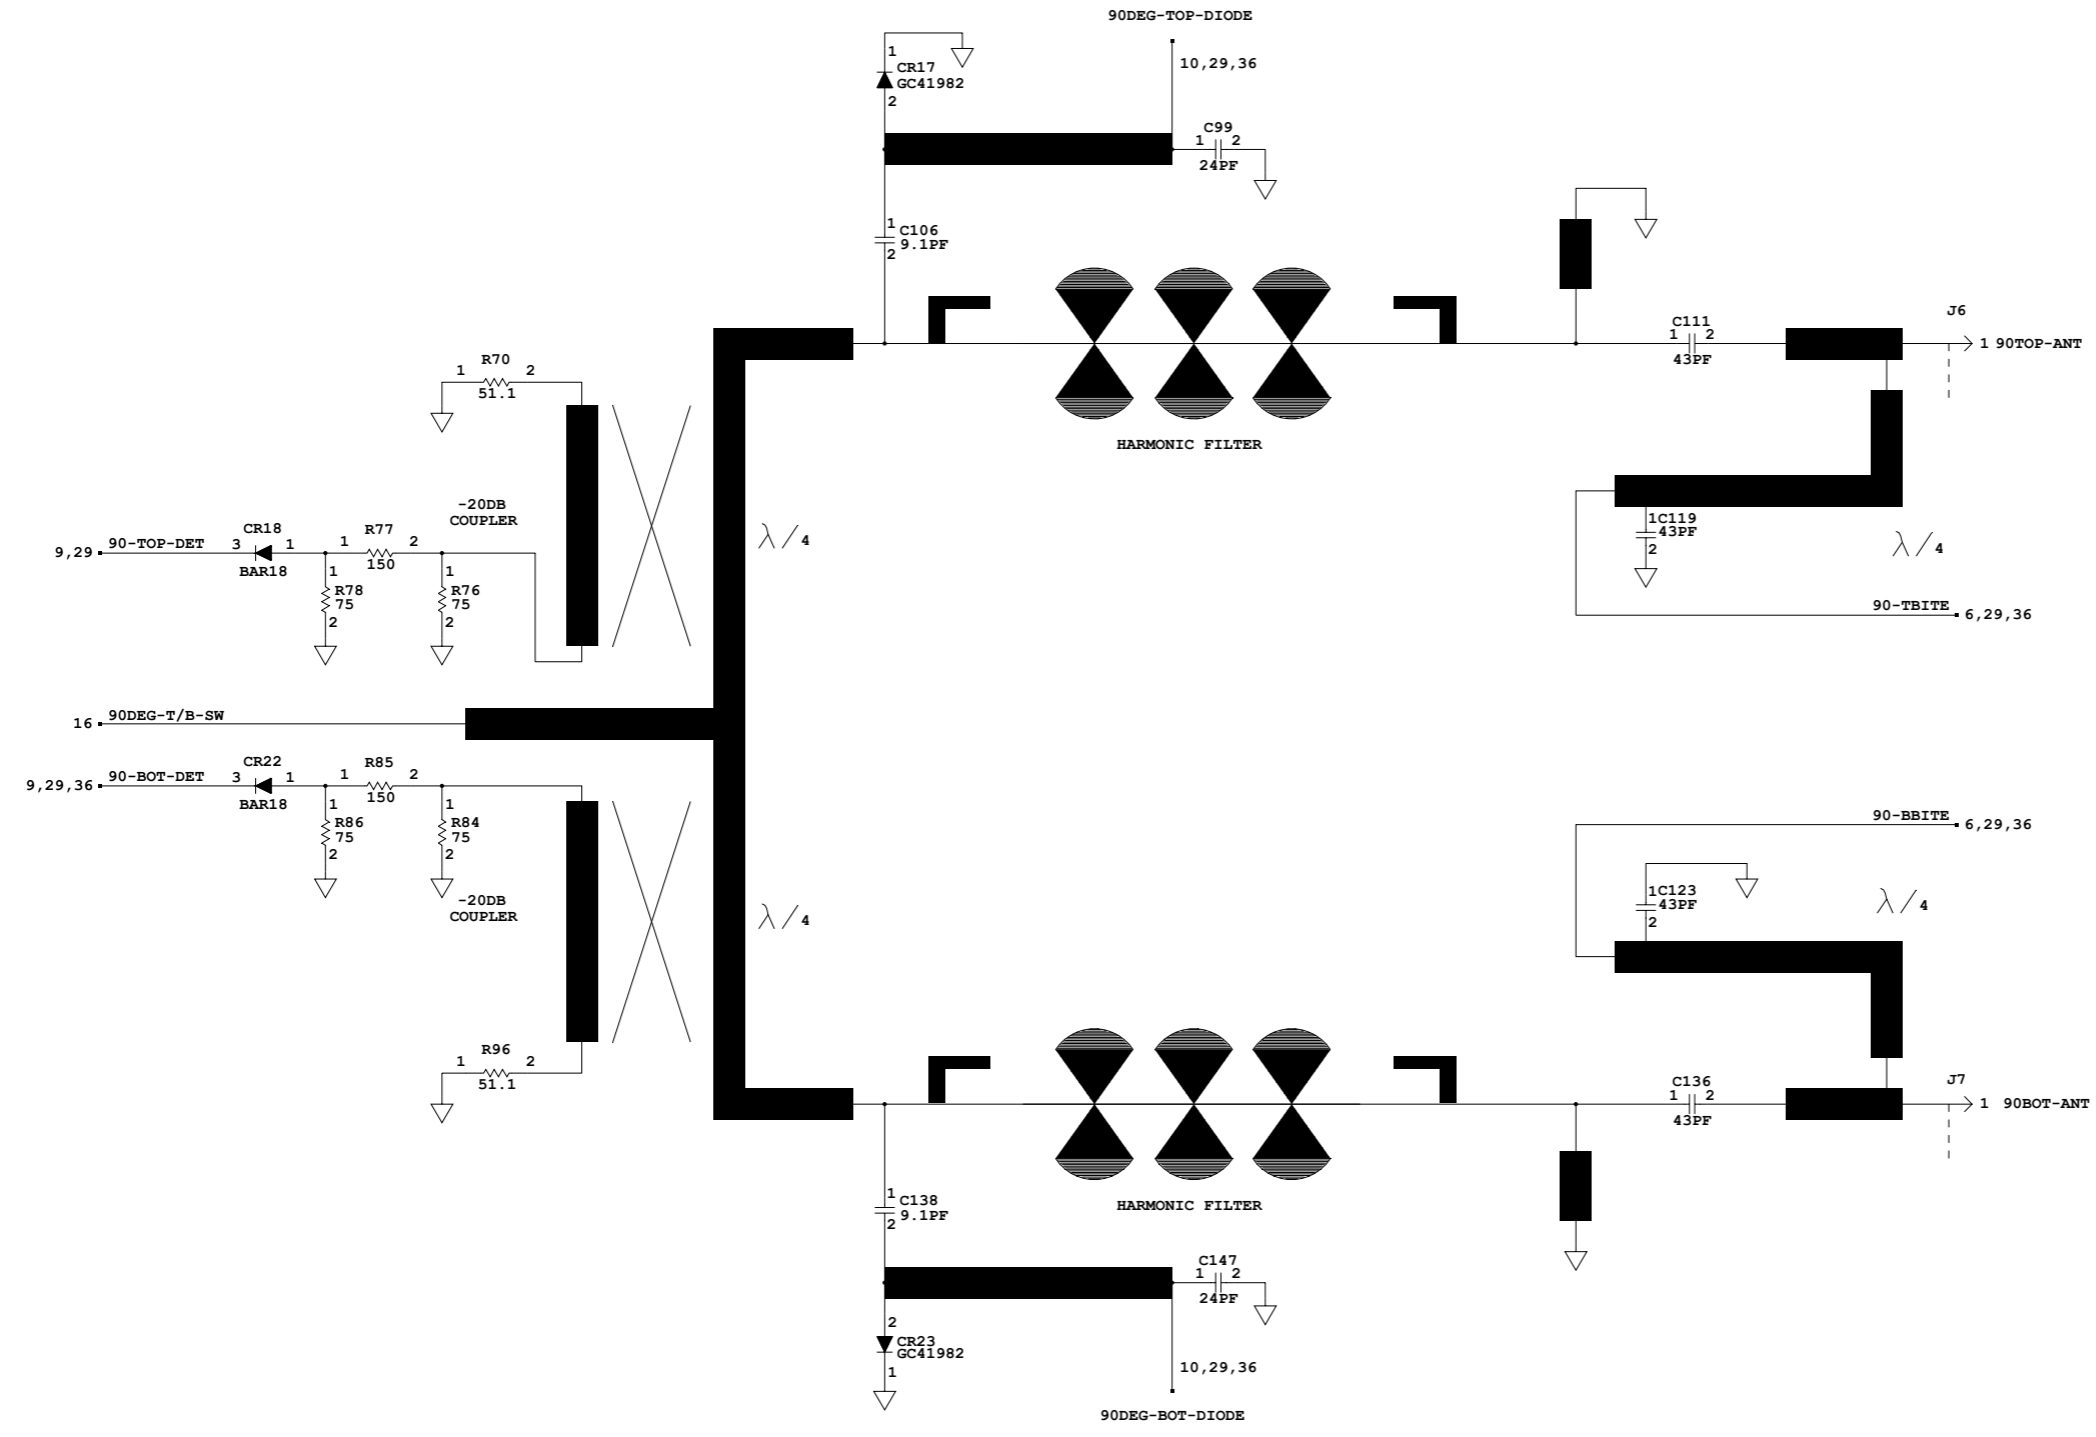 90DEG-TOP-DIODE
1
CR17
GC41982
2
10,29,36
C99
1 2
24PF
1
C106
9.1PF
2
HARMONIC FILTER
C111
1 2
43PF
J6
1 90TOP-ANT
R70
1 2
51.1
-20DB
COUPLER
λ/4
9,29
90-TOP-DET
CR18
3 1
BAR18
R77
1 2
150
1
R78
75
2
1
R76
75
2
1C119
43PF
2
λ/4
90-TBITE
6,29,36
16
90DEG-T/B-SW
9,29,36
90-BOT-DET
CR22
3 1
BAR18
R85
1 2
150
1
R86
75
2
1
R84
75
2
-20DB
COUPLER
λ/4
90-BBITE
6,29,36
1C123
43PF
2
λ/4
R96
1 2
51.1
C136
1 2
43PF
J7
1 90BOT-ANT
HARMONIC FILTER
1
C138
9.1PF
2
C147
1 2
24PF
2
CR23
GC41982
1
10,29,36
90DEG-BOT-DIODE